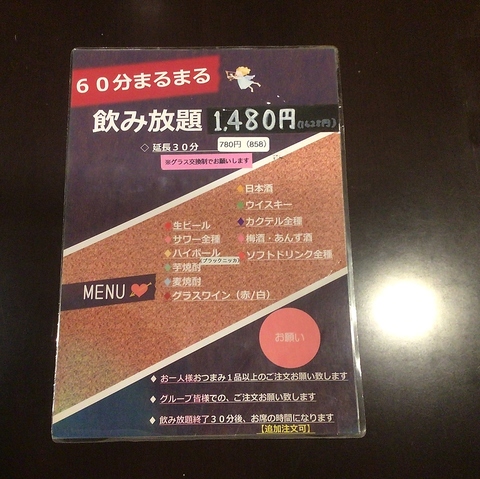 60分まるまる
飲み放題 1,480円(1628円)
◇ 延長30分 780円(858)
※グラス交換制でお願いします
◆日本酒
◆ウイスキー
◆生ビール
◆カクテル全種
◆サワー全種
◆梅酒・あんず酒
◆ハイボール
ブラックニッカ
◆ソフトドリンク全種
◆芋焼酎
◆麦焼酎
MENU
◆グラスワイン(赤/白)
お願い
◆お一人様おつまみ1品以上のご注文お願い致します
◆グループ皆様での、ご注文お願い致します
◆飲み放題終了30分後、お席の時間になります
【追加注文可】